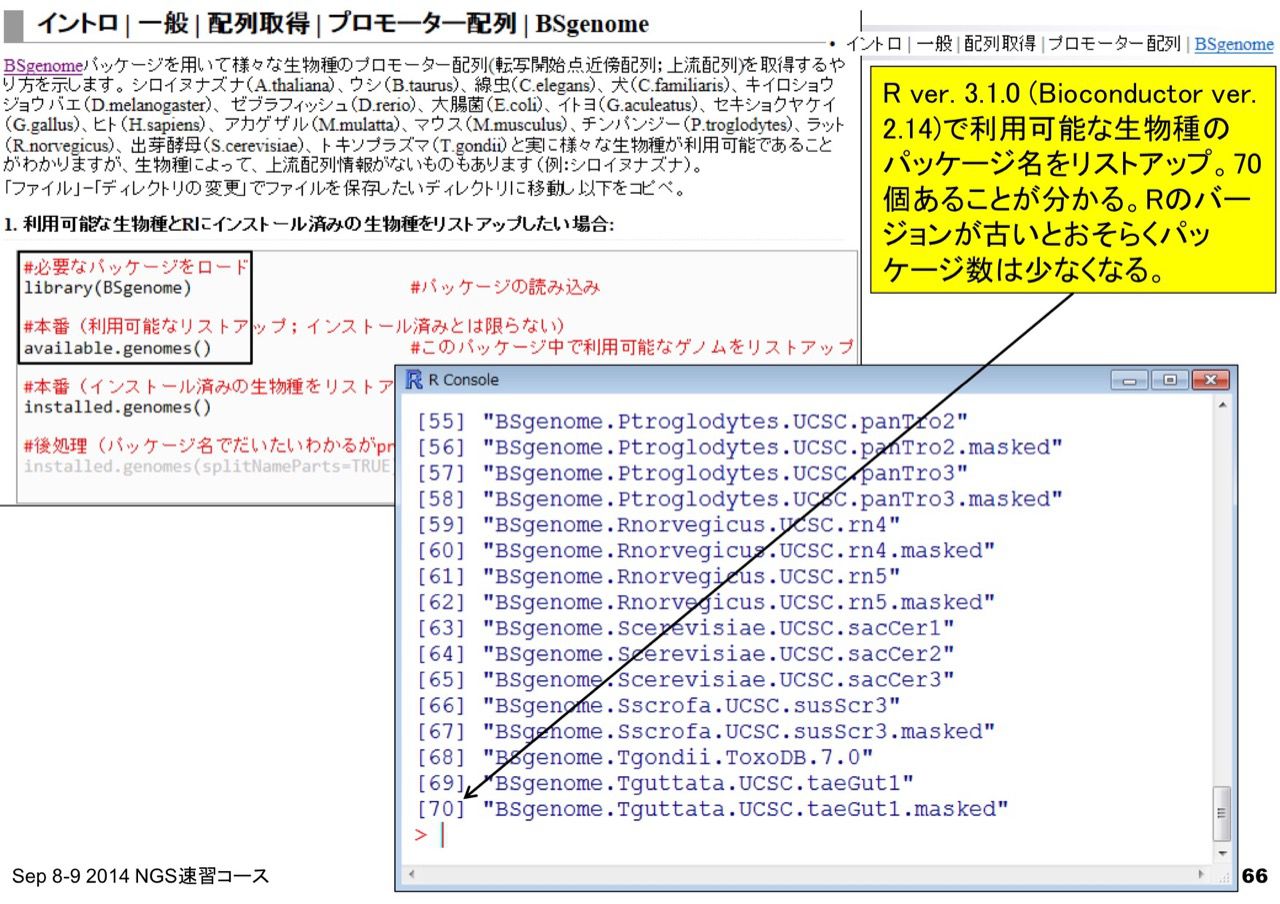 イントロ | 一般 | 配列取得 | プロモーター配列 | BSgenome
• イントロ | 一般 | 配列取得 | プロモーター配列 | BSgenome
BSgenomeパッケージを用いて様々な生物種のプロモーター配列(転写開始点近傍配列; 上流配列)を取得するや
り方を示します。シロイヌナズナ(A.thaliana)、ウシ(B.taurus)、線虫(C.elegans)、犬(C.familiaris)、キイロショウ
ジョウバエ(D.melanogaster)、ゼブラフィッシュ(D.rerio)、大腸菌(E.coli)、イトヨ(G.aculeatus)、セキショクヤケイ
(G.gallus)、ヒト(H.sapiens)、アカゲザル(M.mulatta)、マウス(M.musculus)、チンパンジー(P.troglodytes)、ラット
(R.norvegicus)、出芽酵母(S.cerevisiae)、トキソプラズマ(T.gondii)と実に様々な生物種が利用可能であること
がわかりますが、生物種によって、上流配列情報がないものもあります(例:シロイヌナズナ)。
「ファイル」−「ディレクトリの変更」でファイルを保存したいディレクトリに移動し以下をコピペ。
R ver. 3.1.0 (Bioconductor ver.
2.14)で利用可能な生物種の
パッケージ名をリストアップ。70
個あることが分かる。Rのバー
ジョンが古いとおそらくパッ
ケージ数は少なくなる。
1. 利用可能な生物種とRにインストール済みの生物種をリストアップしたい場合:
#必要なパッケージをロード
library(BSgenome) #パッケージの読み込み
#本番(利用可能なリストアップ;インストール済みとは限らない)
available.genomes() #このパッケージ中で利用可能なゲノムをリストアップ
#本番(インストール済みの生物種をリストア
installed.genomes()
#後処理(パッケージ名でだいたいわかるがpr
installed.genomes(splitNameParts=TRUE)
R Console
[55] "BSgenome.Ptroglodytes.UCSC.panTro2"
[56] "BSgenome.Ptroglodytes.UCSC.panTro2.masked"
[57] "BSgenome.Ptroglodytes.UCSC.panTro3"
[58] "BSgenome.Ptroglodytes.UCSC.panTro3.masked"
[59] "BSgenome.Rnorvegicus.UCSC.rn4"
[60] "BSgenome.Rnorvegicus.UCSC.rn4.masked"
[61] "BSgenome.Rnorvegicus.UCSC.rn5"
[62] "BSgenome.Rnorvegicus.UCSC.rn5.masked"
[63] "BSgenome.Scerevisiae.UCSC.sacCer1"
[64] "BSgenome.Scerevisiae.UCSC.sacCer2"
[65] "BSgenome.Scerevisiae.UCSC.sacCer3"
[66] "BSgenome.Sscrofa.UCSC.susScr3"
[67] "BSgenome.Sscrofa.UCSC.susScr3.masked"
[68] "BSgenome.Tgondii.ToxoDB.7.0"
[69] "BSgenome.Tguttata.UCSC.taeGut1"
[70] "BSgenome.Tguttata.UCSC.taeGut1.masked"
>
Sep 8-9 2014 NGS速習コース
66